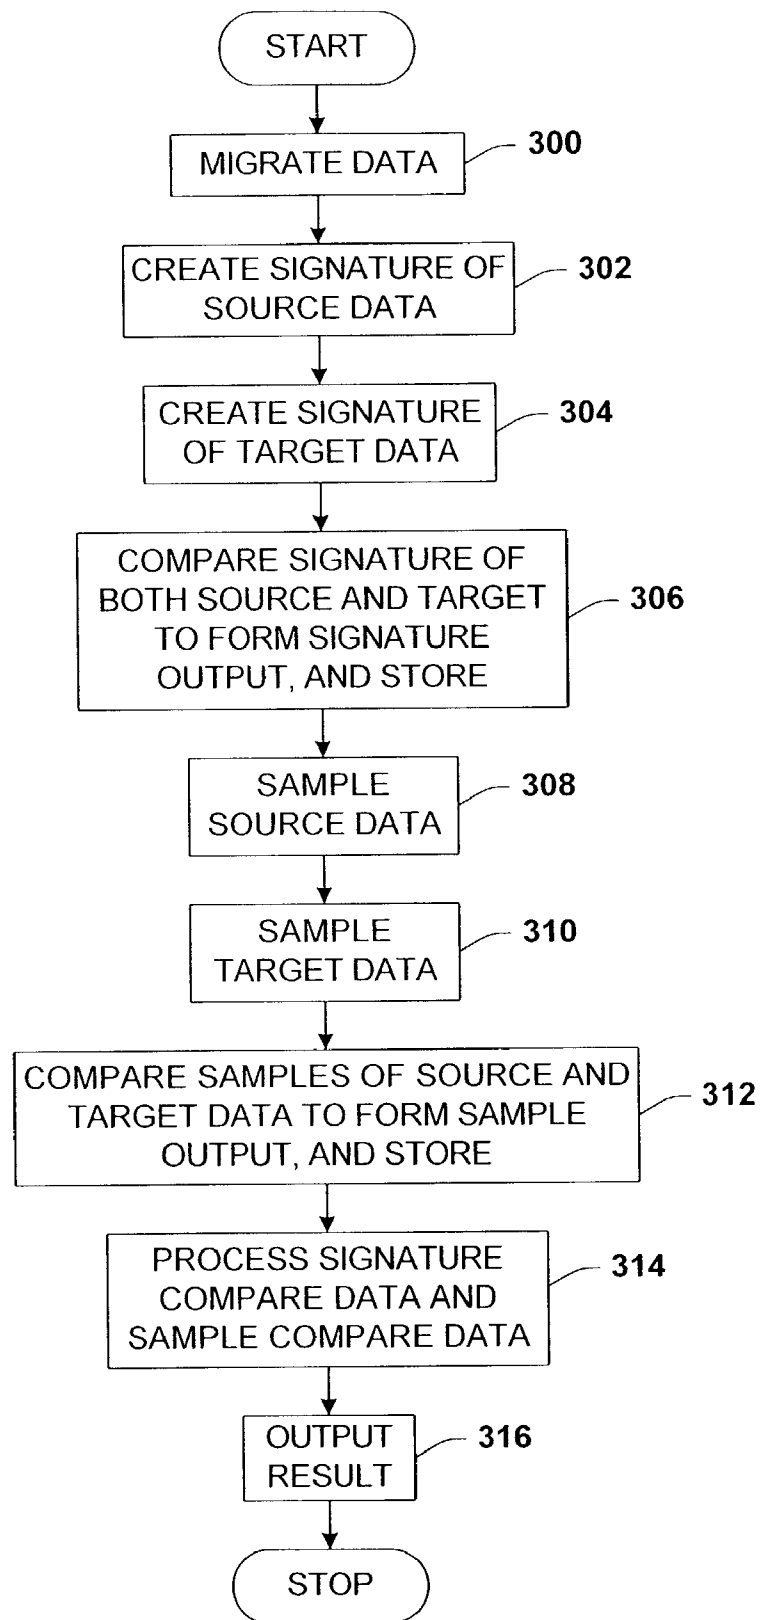 START
MIGRATE DATA
300
CREATE SIGNATURE OF
SOURCE DATA
302
CREATE SIGNATURE
OF TARGET DATA
304
COMPARE SIGNATURE OF
BOTH SOURCE AND TARGET
TO FORM SIGNATURE
OUTPUT, AND STORE
306
SAMPLE
SOURCE DATA
308
SAMPLE
TARGET DATA
310
COMPARE SAMPLES OF SOURCE AND
TARGET DATA TO FORM SAMPLE
OUTPUT, AND STORE
312
PROCESS SIGNATURE
COMPARE DATA AND
SAMPLE COMPARE DATA
314
OUTPUT
RESULT
316
STOP